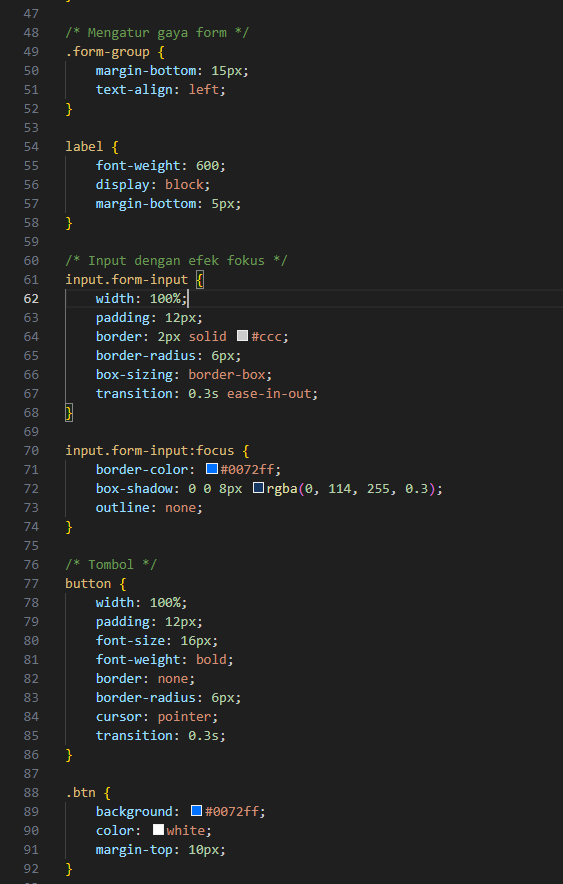 47
48 /* Mengatur gaya form */
49 .form-group {
50     margin-bottom: 15px;
51     text-align: left;
52 }
53
54 label {
55     font-weight: 600;
56     display: block;
57     margin-bottom: 5px;
58 }
59
60 /* Input dengan efek fokus */
61 input.form-input {
62     width: 100%;
63     padding: 12px;
64     border: 2px solid #ccc;
65     border-radius: 6px;
66     box-sizing: border-box;
67     transition: 0.3s ease-in-out;
68 }
69
70 input.form-input:focus {
71     border-color: #0072ff;
72     box-shadow: 0 0 8px rgba(0, 114, 255, 0.3);
73     outline: none;
74 }
75
76 /* Tombol */
77 button {
78     width: 100%;
79     padding: 12px;
80     font-size: 16px;
81     font-weight: bold;
82     border: none;
83     border-radius: 6px;
84     cursor: pointer;
85     transition: 0.3s;
86 }
87
88 .btn {
89     background: #0072ff;
90     color: white;
91     margin-top: 10px;
92 }